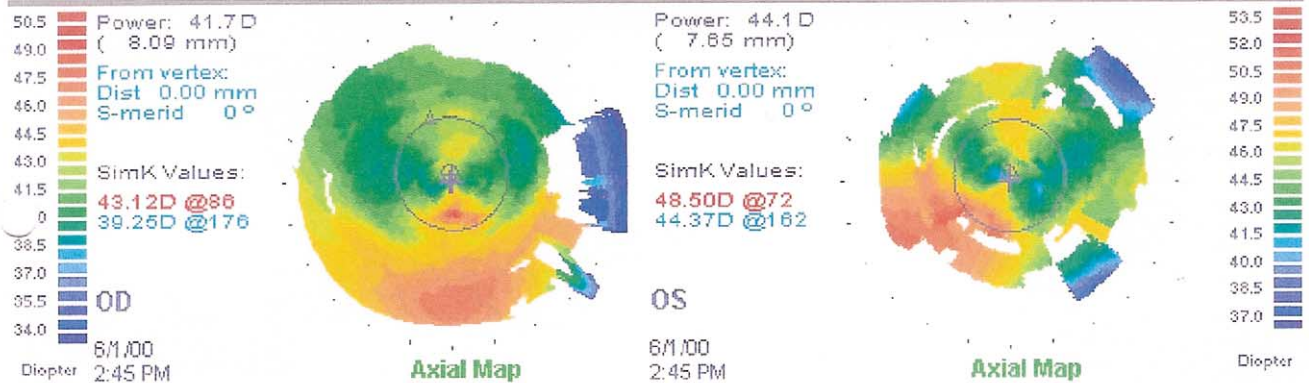 50.5
49.0
47.5
46.0
44.5
43.0
41.5
0
38.5
37.0
35.5
34.0
Diopter
Power: 41.7 D
( 8.09 mm)
From vertex:
Dist 0.00 mm
S-merid 0 °
SimK Values:
43.12D @86
39.25D @176
OD
6/1/00
2:45 PM
Axial Map
Power: 44.1 D
( 7.65 mm)
From vertex:
Dist 0.00 mm
S-merid 0 °
SimK Values:
48.50D @72
44.37D @162
OS
6/1/00
2:45 PM
Axial Map
53.5
52.0
50.5
49.0
47.5
46.0
44.5
43.0
41.5
40.0
38.5
37.0
Diopter